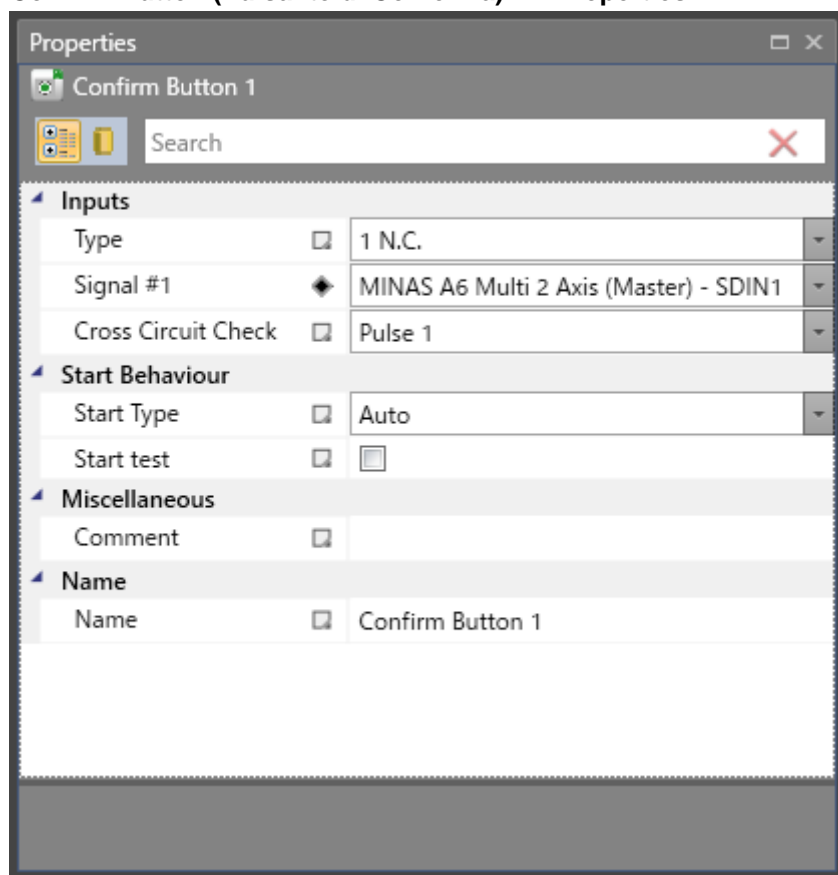 Properties
Confirm Button 1
Search
Inputs
Type 1 N.C.
Signal #1 MINAS A6 Multi 2 Axis (Master) - SDIN1
Cross Circuit Check Pulse 1
Start Behaviour
Start Type Auto
Start test
Miscellaneous
Comment
Name
Name Confirm Button 1